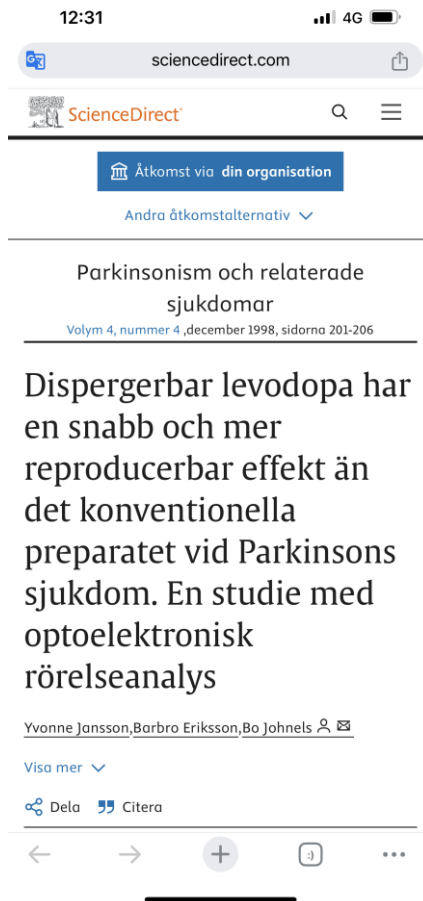 12:31
4G
sciencedirect.com
ScienceDirect
Åtkomst via din organisation
Andra åtkomstalternativ
Parkinsonism och relaterade
sjukdomar
Volym 4, nummer 4 ,december 1998, sidorna 201-206
Dispergerbar levodopa har
en snabb och mer
reproducerbar effekt än
det konventionella
preparatet vid Parkinsons
sjukdom. En studie med
optoelektronisk
rörelseanalys
Yvonne Jansson,Barbro Eriksson,Bo Johnels
Visa mer
Dela Citera
:)